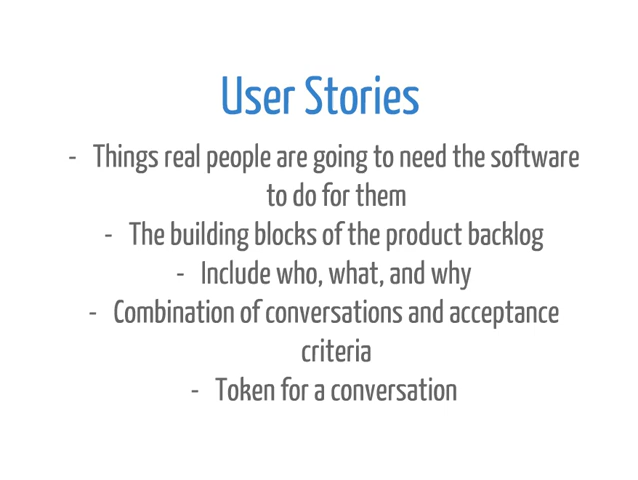 User Stories
- Things real people are going to need the software
to do for them
- The building blocks of the product backlog
- Include who, what, and why
- Combination of conversations and acceptance
criteria
- Token for a conversation